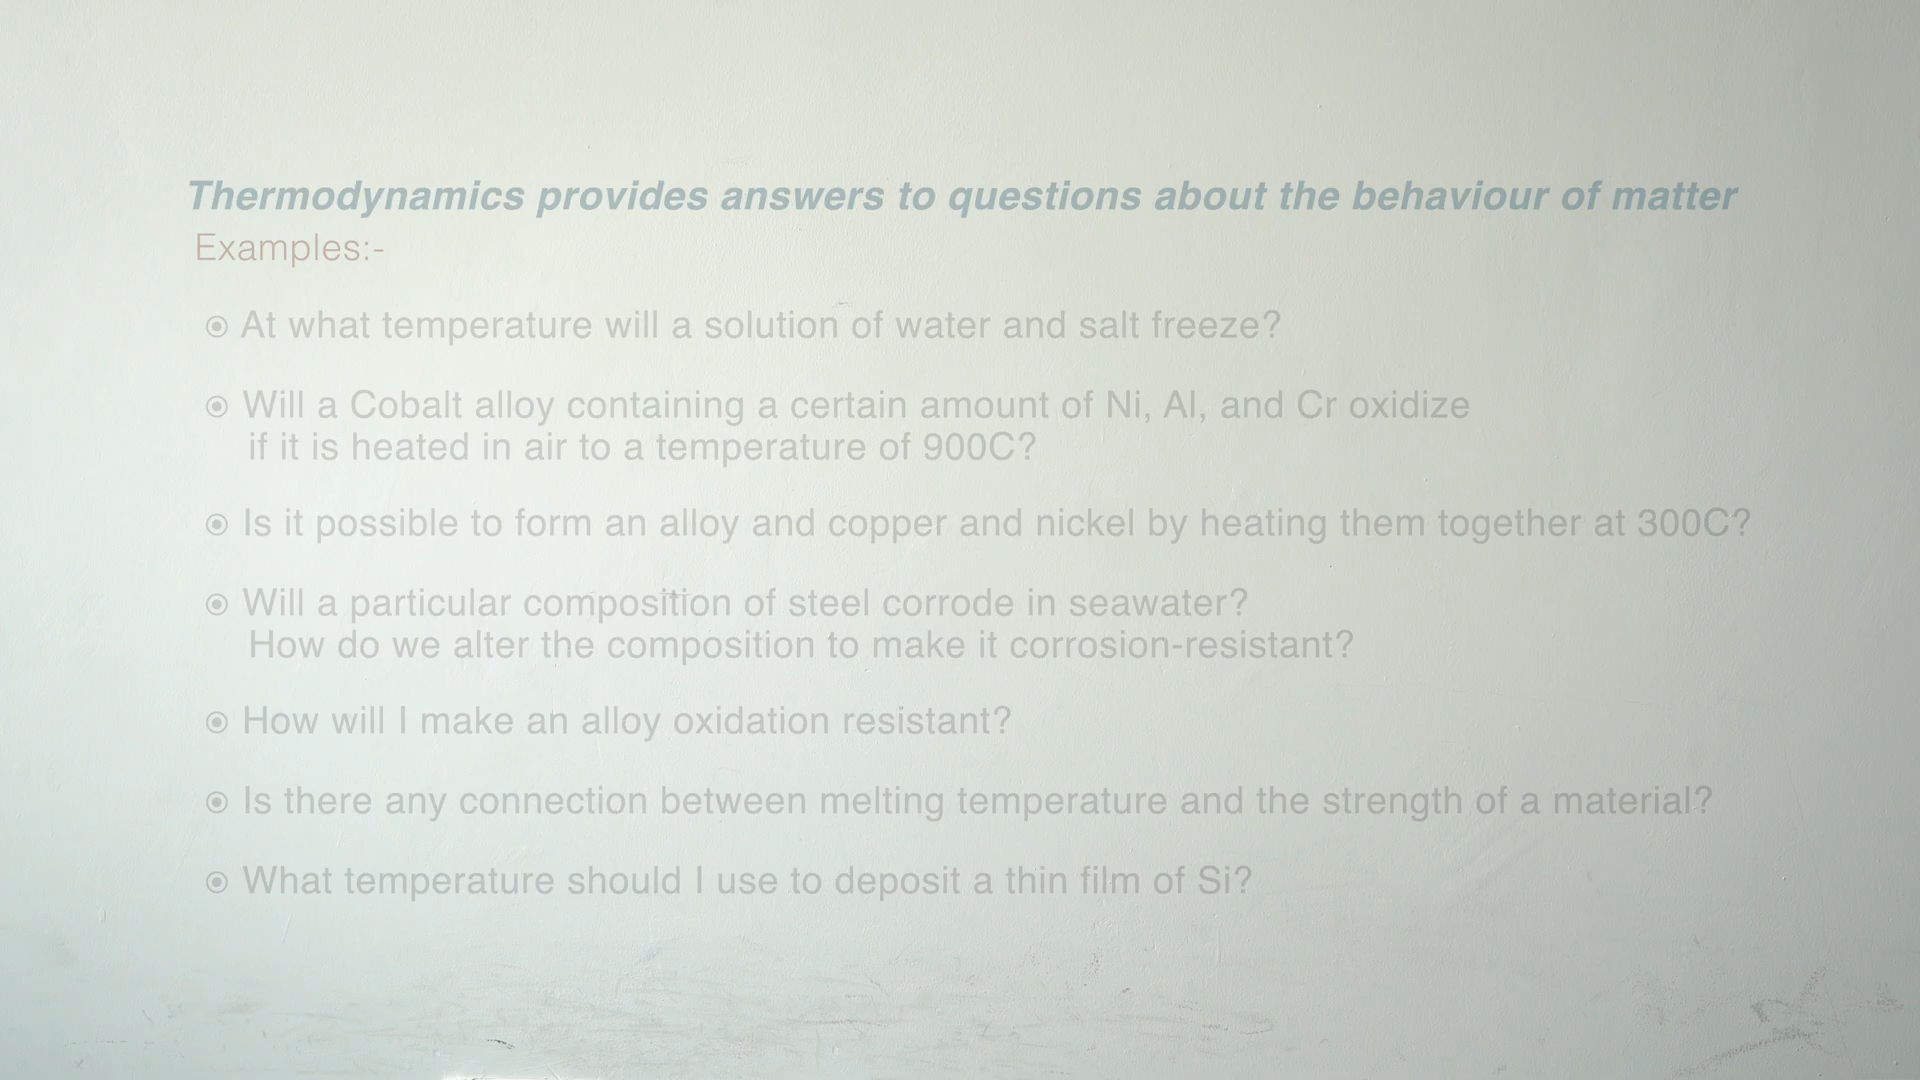 Thermodynamics provides answers to questions about the behaviour of matter
Examples:-
At what temperature will a solution of water and salt freeze?
Will a Cobalt alloy containing a certain amount of Ni, Al, and Cr oxidize
if it is heated in air to a temperature of 900C?
Is it possible to form an alloy and copper and nickel by heating them together at 300C?
Will a particular composition of steel corrode in seawater?
How do we alter the composition to make it corrosion-resistant?
How will I make an alloy oxidation resistant?
Is there any connection between melting temperature and the strength of a material?
What temperature should I use to deposit a thin film of Si?